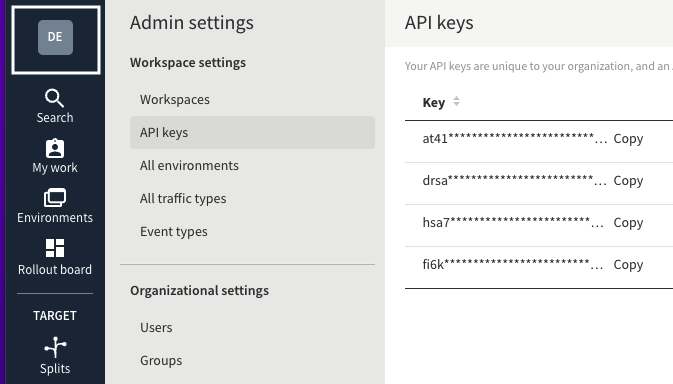 DE
Search
My work
Environments
Rollout board
TARGET
Splits
Admin settings
Workspace settings
Workspaces
API keys
All environments
All traffic types
Event types
Organizational settings
Users
Groups
API keys
Your API keys are unique to your organization, and an
Key
at41*************************… Copy
drsa*************************… Copy
hsa7************************… Copy
fi6k*************************… Copy